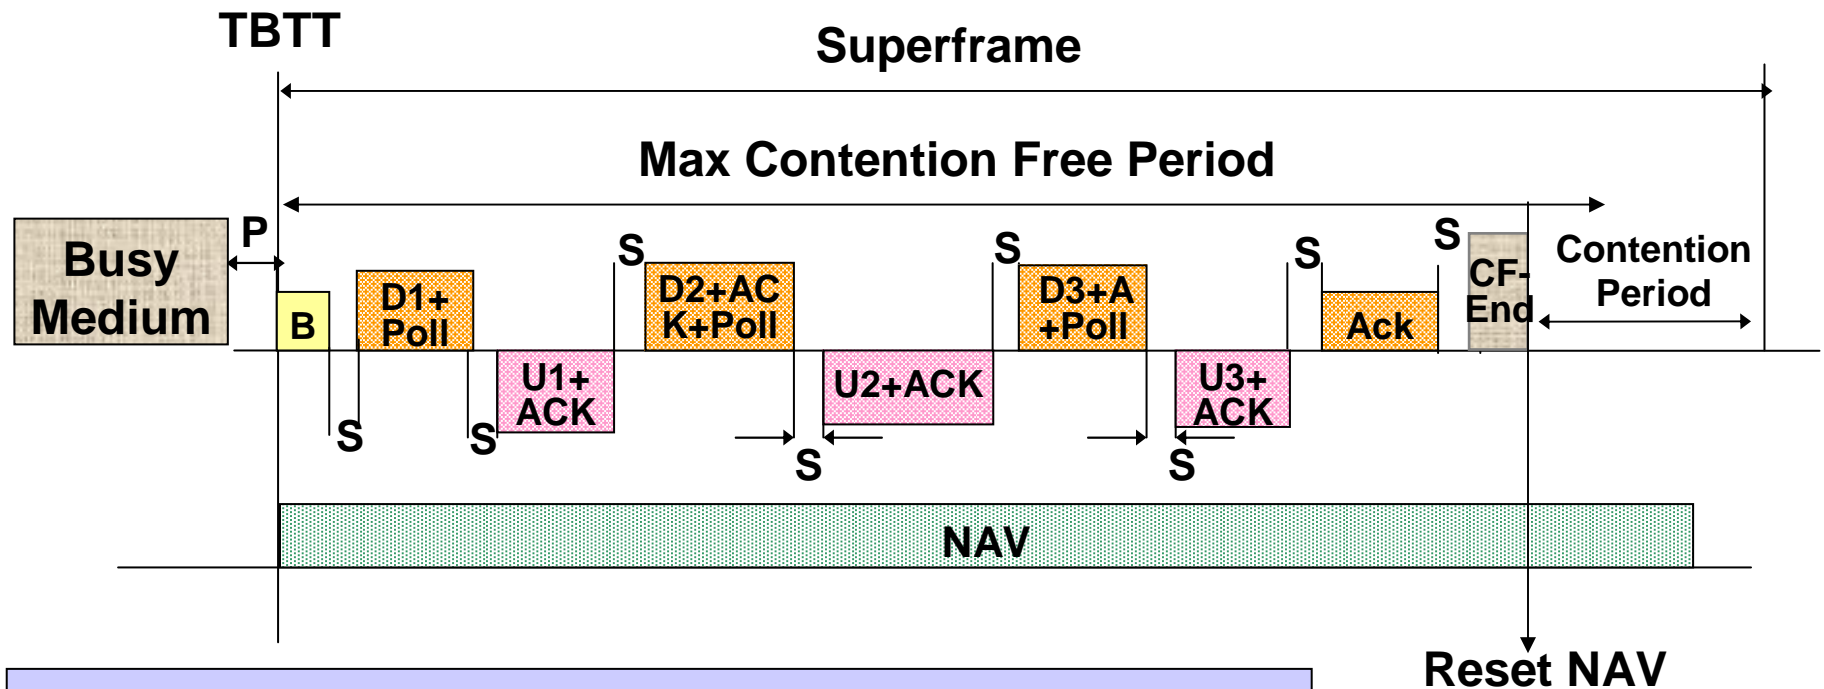 TBTT
Superframe
Max Contention Free Period
P
Busy
Medium
B
S
D1+
Poll
S
U1+
ACK
S
D2+AC
K+Poll
S
U2+ACK
S
D3+A
+Poll
S
U3+
ACK
S
Ack
S
CF-
End
Contention
Period
NAV
Reset NAV